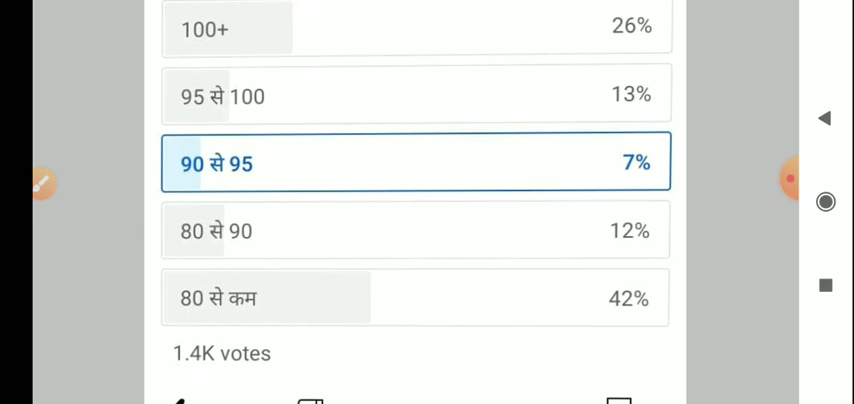 100+ 26%
95 से 100 13%
90 से 95 7%
80 से 90 12%
80 से कम 42%
1.4K votes